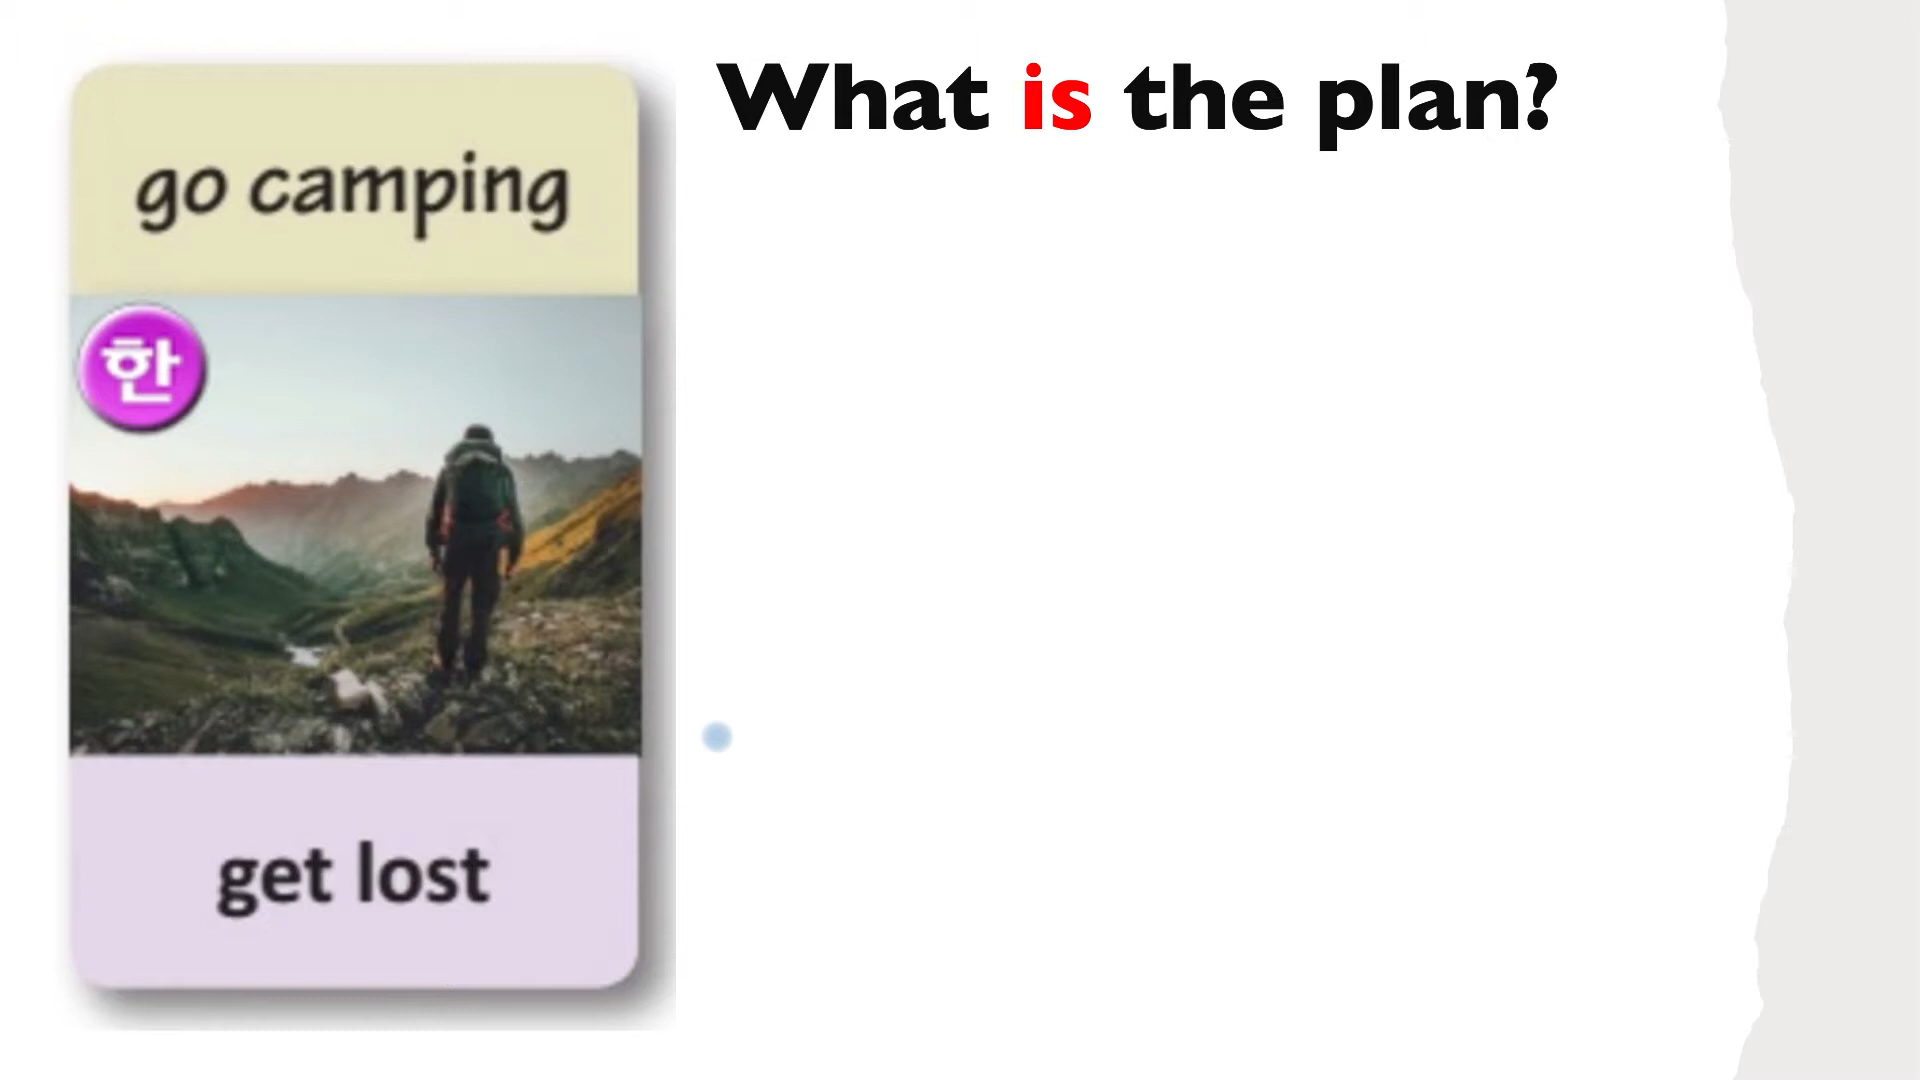 What is the plan?
go camping
한
get lost